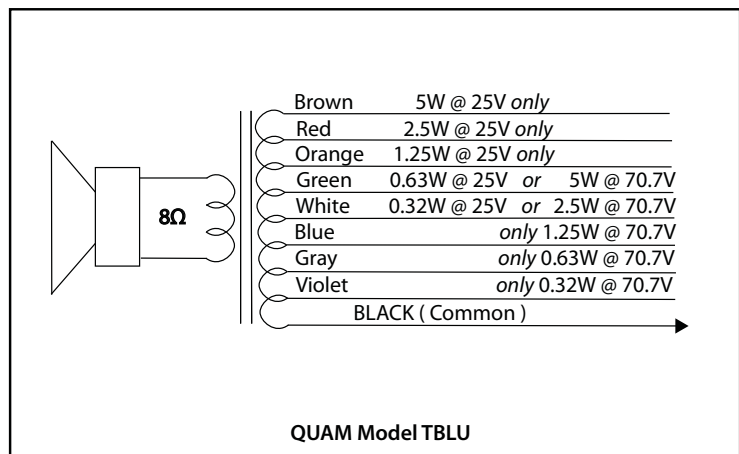 Brown 5W @ 25V only
Red 2.5W @ 25V only
Orange 1.25W @ 25V only
Green 0.63W @ 25V or 5W @ 70.7V
White 0.32W @ 25V or 2.5W @ 70.7V
Blue only 1.25W @ 70.7V
Gray only 0.63W @ 70.7V
Violet only 0.32W @ 70.7V
BLACK ( Common )
8Ω
QUAM Model TBLU